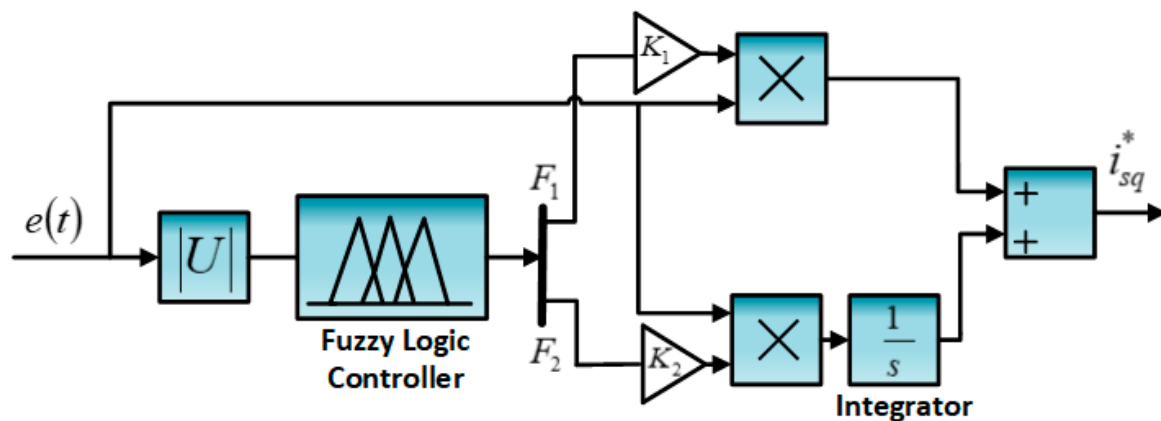 K₁
×
i*sq
+
+
F₁
e(t)
|U|
Fuzzy Logic
Controller
F₂
K₂
×
1/s
Integrator